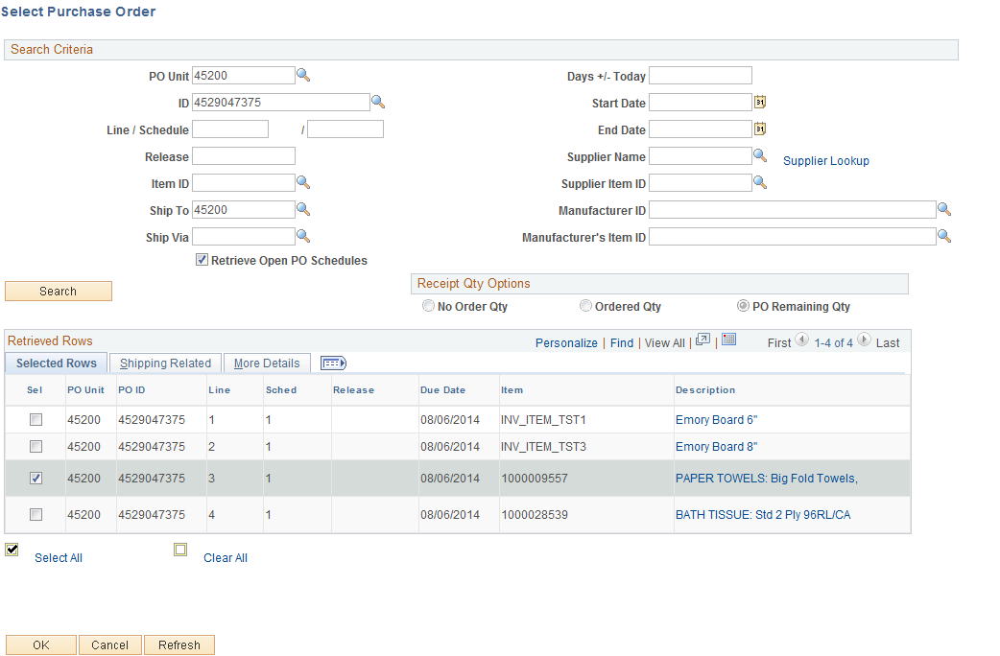 Select Purchase Order
Search Criteria
PO Unit 45200 Days +/- Today
ID 4529047375 Start Date 31
Line / Schedule / End Date 31
Release Supplier Name Supplier Lookup
Item ID Supplier Item ID
Ship To 45200 Manufacturer ID
Ship Via Manufacturer's Item ID
Retrieve Open PO Schedules
Search Receipt Qty Options
No Order Qty Ordered Qty PO Remaining Qty
Retrieved Rows Personalize | Find | View All | | First 1-4 of 4 Last
Selected Rows Shipping Related More Details
Sel PO Unit PO ID Line Sched Release Due Date Item Description
45200 4529047375 1 1 08/06/2014 INV_ITEM_TST1 Emory Board 6"
45200 4529047375 2 1 08/06/2014 INV_ITEM_TST3 Emory Board 8"
45200 4529047375 3 1 08/06/2014 1000009557 PAPER TOWELS: Big Fold Towels,
45200 4529047375 4 1 08/06/2014 1000028539 BATH TISSUE: Std 2 Ply 96RL/CA
Select All Clear All
OK Cancel Refresh